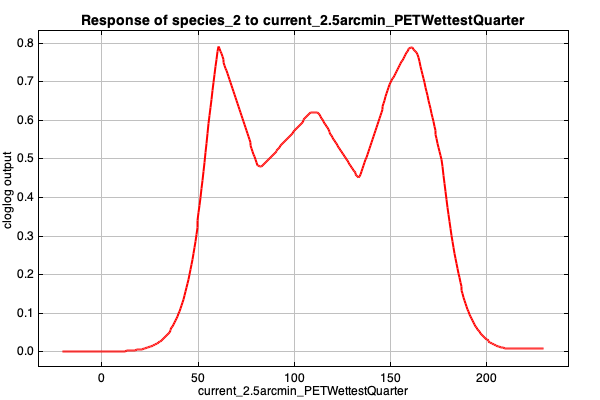 Response of species_2 to current_2.5arcmin_PETWettestQuarter
0.8
0.7
0.6
0.5
0.4
0.3
0.2
0.1
0.0
cloglog output
0 50 100 150 200
current_2.5arcmin_PETWettestQuarter